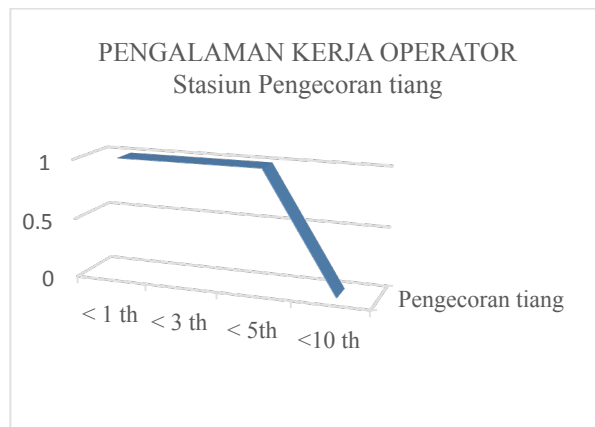 PENGALAMAN KERJA OPERATOR
Stasiun Pengecoran tiang
1
0.5
0
< 1 th
< 3 th
< 5th
<10 th
Pengecoran tiang